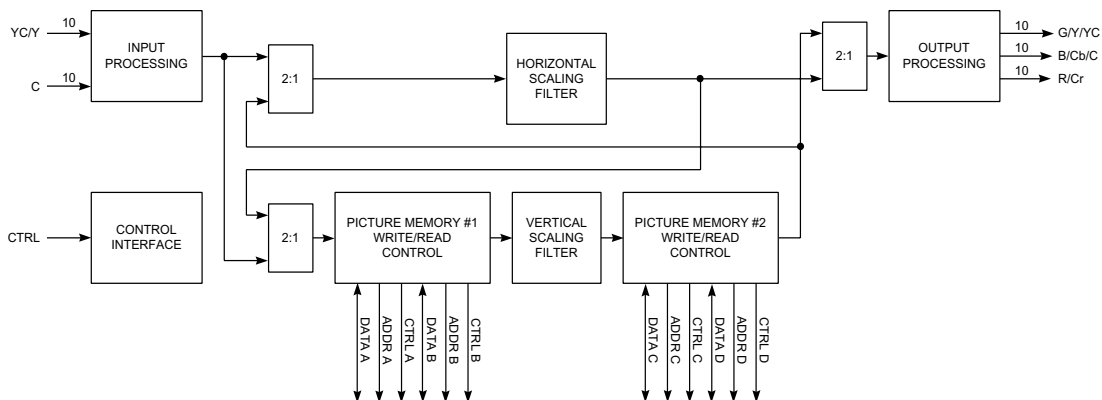 YC/Y
10
C
10
INPUT
PROCESSING
2:1
HORIZONTAL
SCALING
FILTER
2:1
OUTPUT
PROCESSING
10
G/Y/YC
10
B/Cb/C
10
R/Cr
CTRL
CONTROL
INTERFACE
2:1
PICTURE MEMORY #1
WRITE/READ
CONTROL
VERTICAL
SCALING
FILTER
PICTURE MEMORY #2
WRITE/READ
CONTROL
DATA A
ADDR A
CTRL A
DATA B
ADDR B
CTRL B
DATA C
ADDR C
CTRL C
DATA D
ADDR D
CTRL D